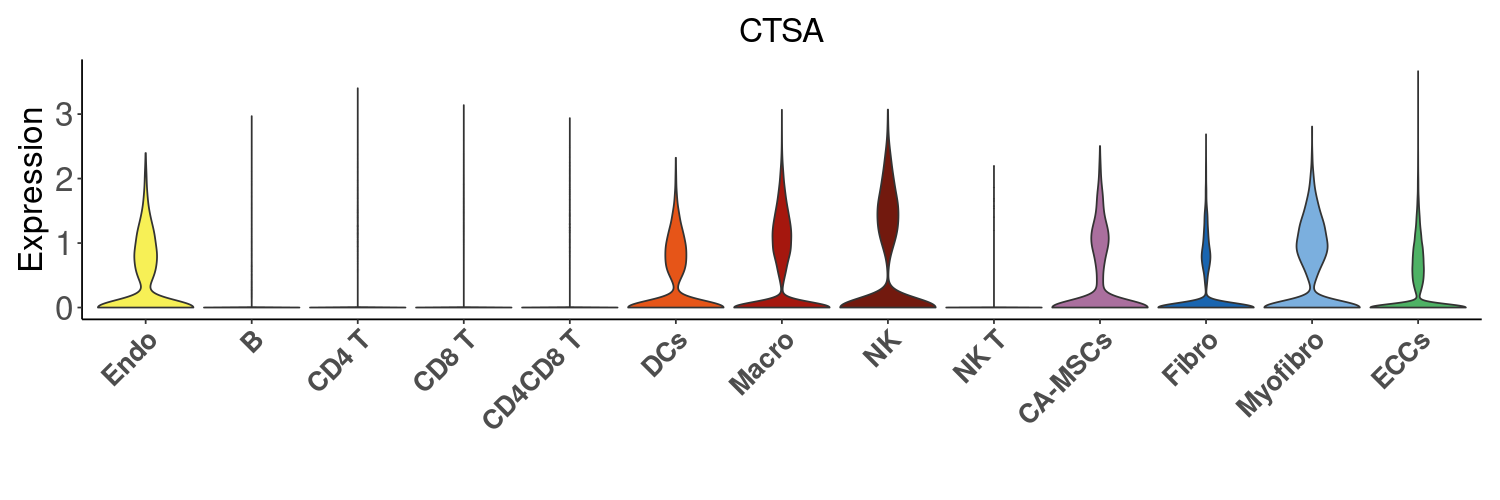 CTSA
Expression
3
2
1
0
Endo
B
CD4 T
CD8 T
CD4CD8 T
DCs
Macro
NK
NK T
CA-MSCs
Fibro
Myofibro
ECCs